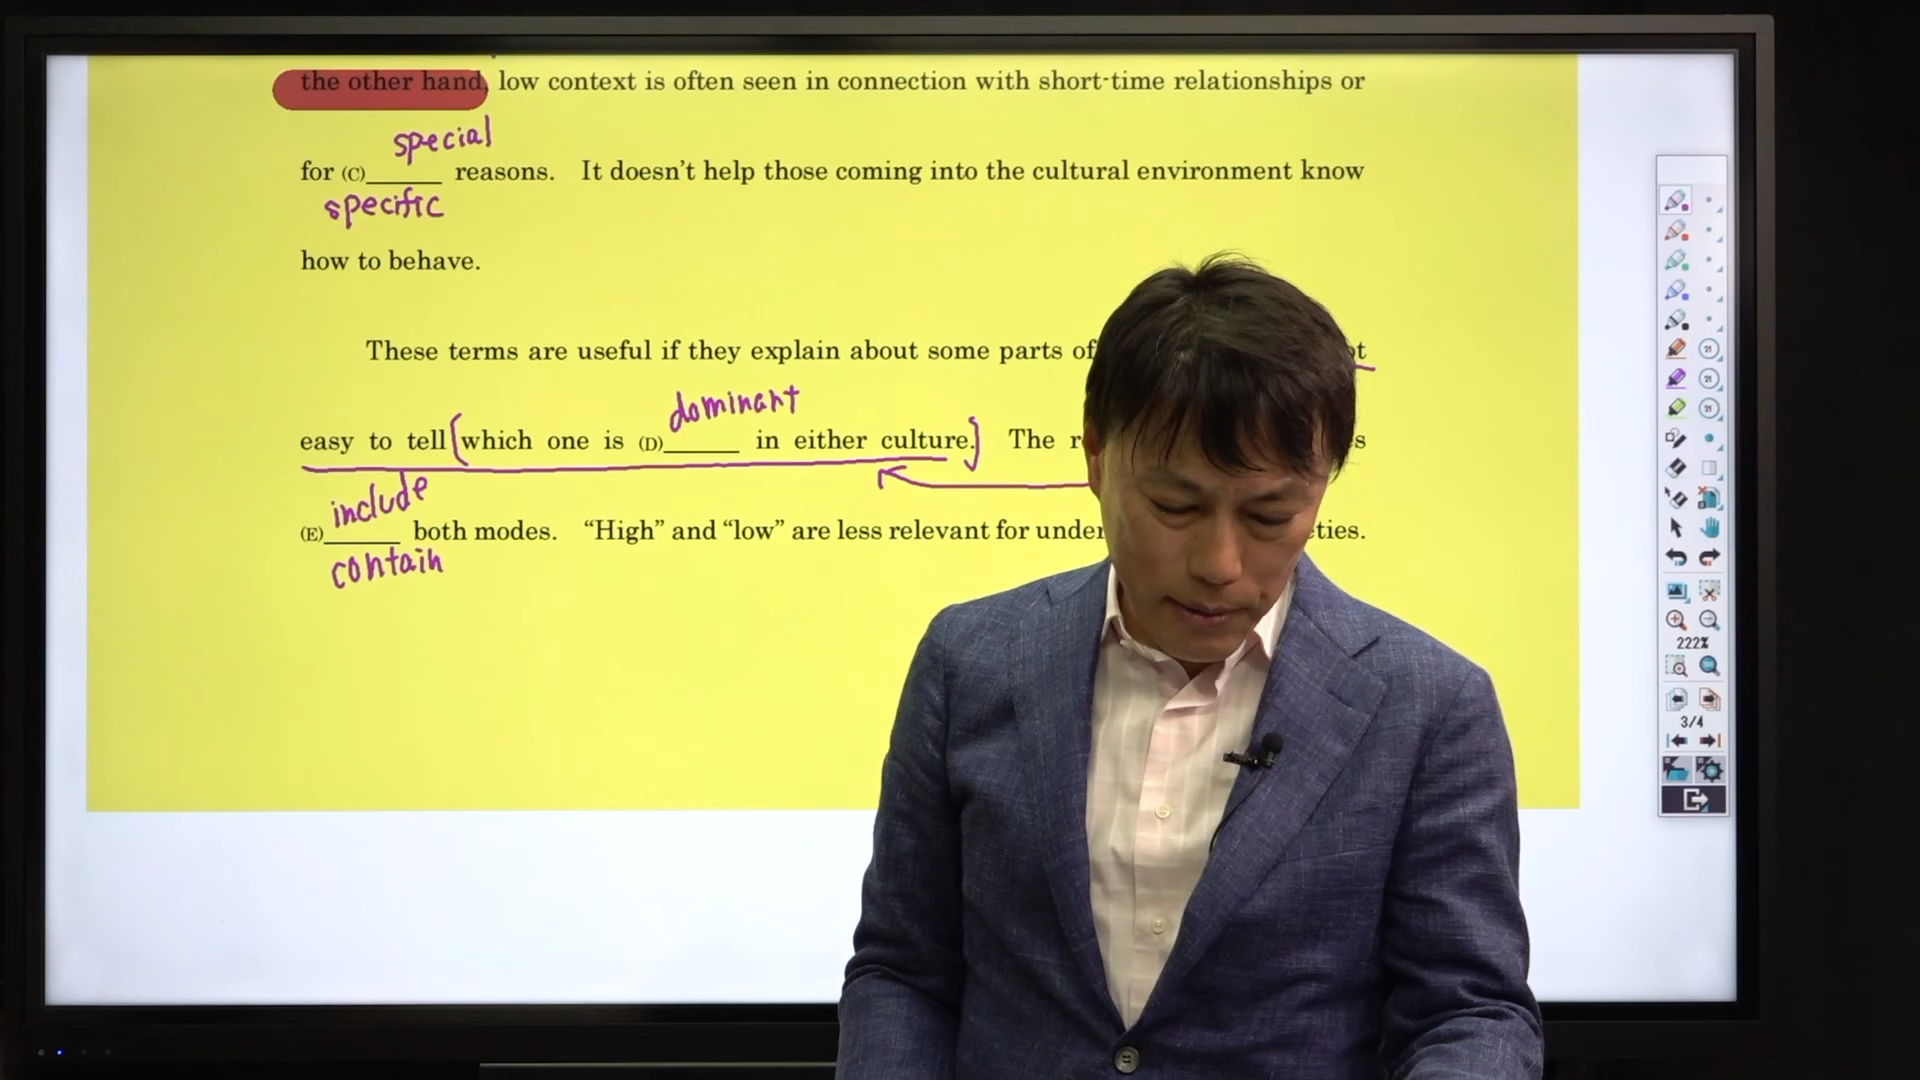 the other hand, low context is often seen in connection with short-time relationships or
special
for (C)______ reasons. It doesn't help those coming into the cultural environment know
specific
how to behave.
These terms are useful if they explain about some parts of
dominant
easy to tell (which one is (D)______ in either culture.) The
include
(E)______ both modes. “High” and “low” are less relevant for
contain
222%
3/4